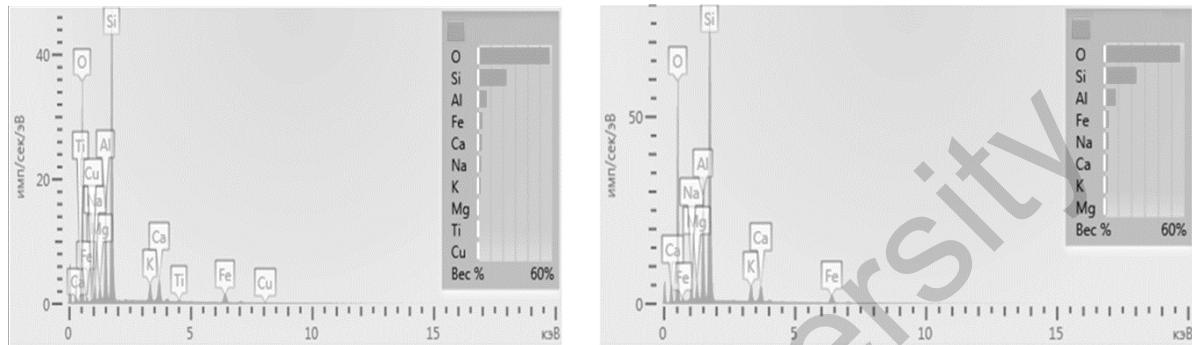 имп/сек/эВ
40
20
0
O
Si
Ti
Al
Cu
Na
Mg
Fe
Ca
K
Ca
Ti
Fe
Cu
0 5 10 15 кэВ
O
Si
Al
Fe
Ca
Na
K
Mg
Ti
Cu
Вес % 60%
имп/сек/эВ
50
0
Si
O
Al
Na
Mg
Ca
Fe
K
Ca
Fe
0 5 10 15 кэВ
O
Si
Al
Fe
Na
Ca
K
Mg
Вес % 60%
ersity